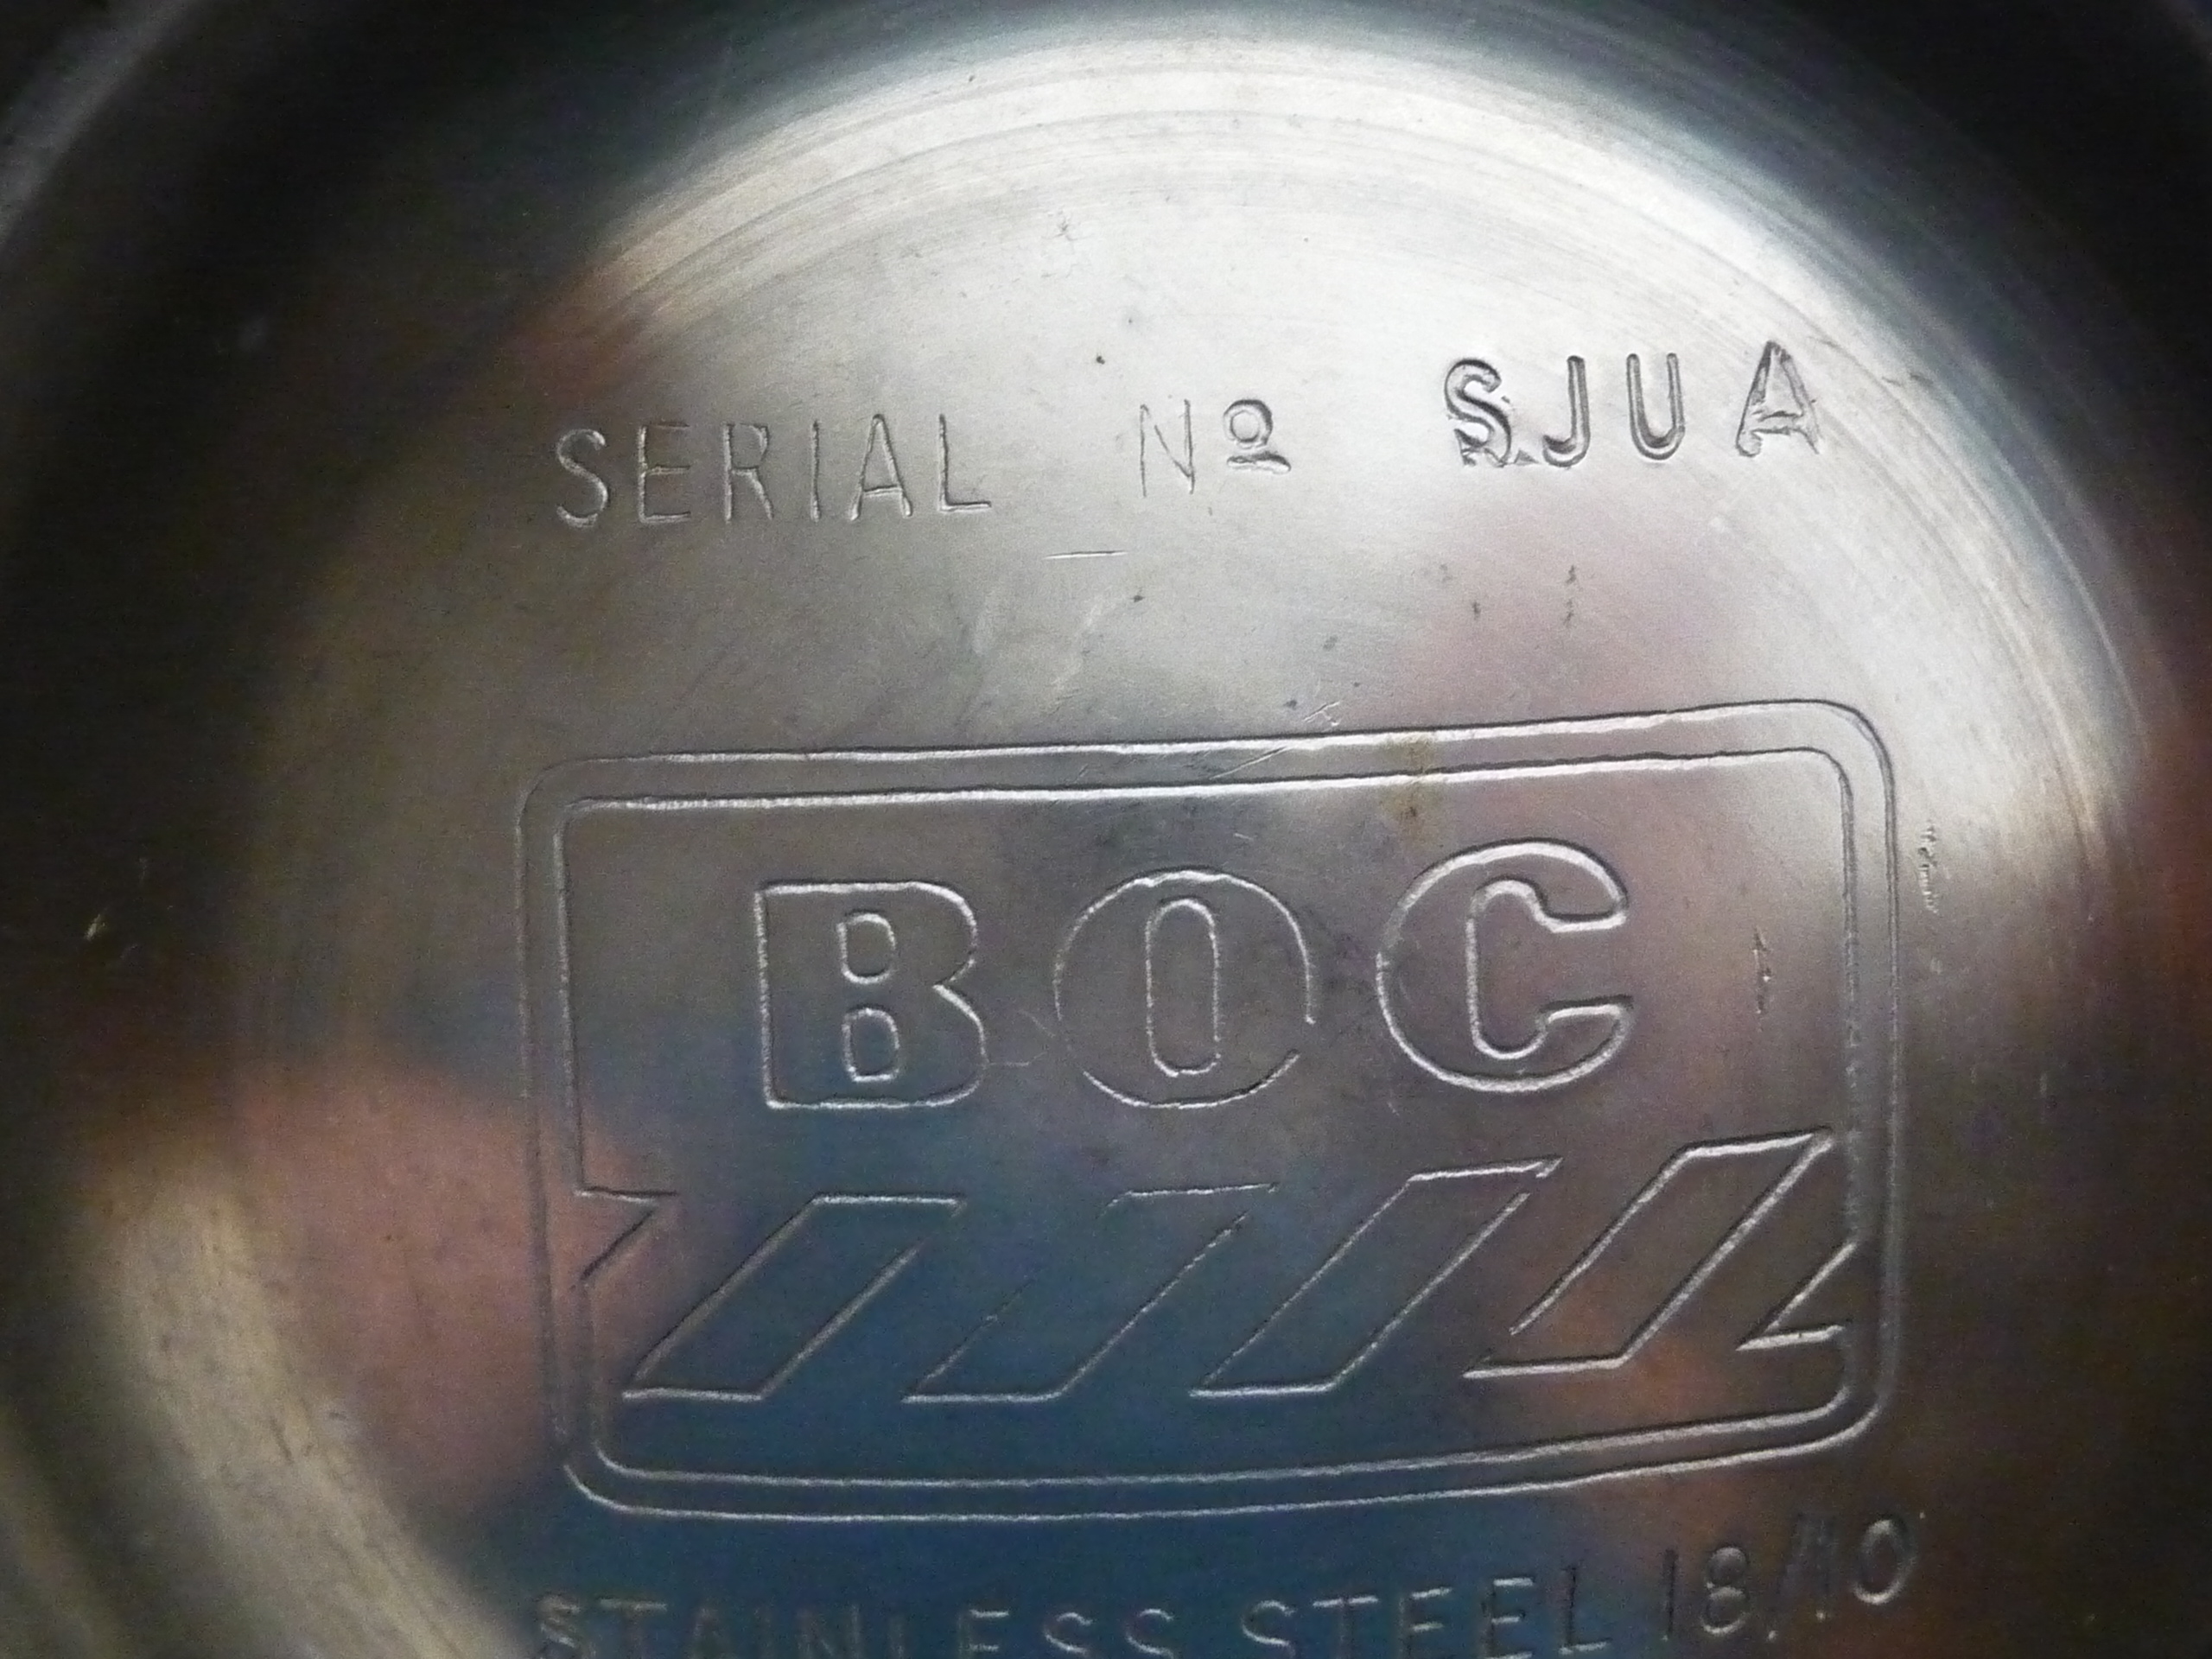 SERIAL Nº SJUA
BOC
STAINLESS STEEL 18/10